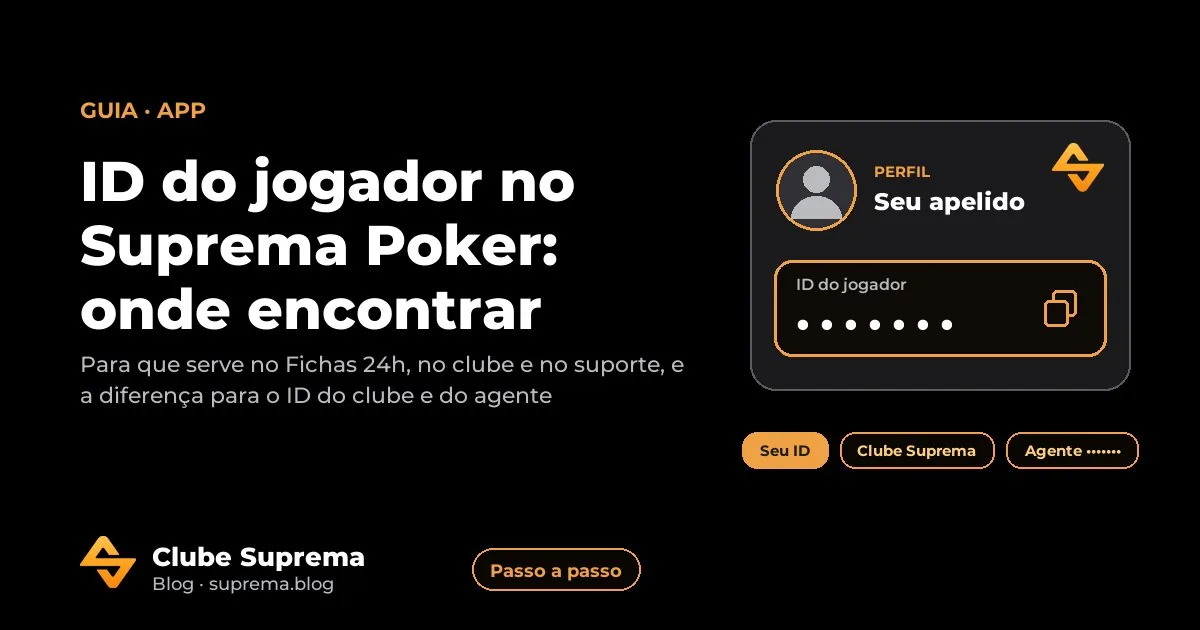 GUIA · APP
ID do jogador no
Suprema Poker:
onde encontrar
Para que serve no Fichas 24h, no clube e no suporte, e
a diferença para o ID do clube e do agente
PERFIL
Seu apelido
ID do jogador
• • • • • • •
Seu ID
Clube Suprema
Agente •••••••
Clube Suprema
Blog · suprema.blog
Passo a passo